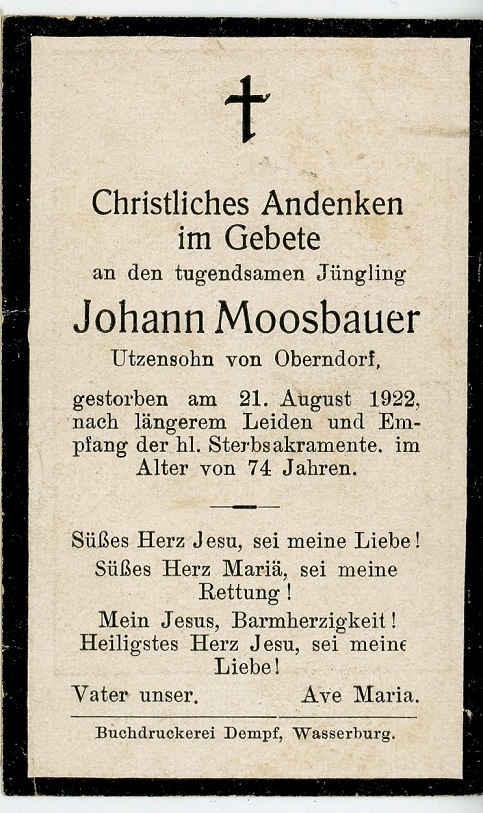 Christliches Andenken
im Gebete
an den tugendsamen Jüngling
Johann Moosbauer
Utzensohn von Oberndorf,
gestorben am 21. August 1922,
nach längerem Leiden und Em-
pfang der hl. Sterbsakramente. im
Alter von 74 Jahren.
Süßes Herz Jesu, sei meine Liebe!
Süßes Herz Mariä, sei meine
Rettung!
Mein Jesus, Barmherzigkeit!
Heiligstes Herz Jesu, sei meine
Liebe!
Vater unser. Ave Maria.
Buchdruckerei Dempf, Wasserburg.